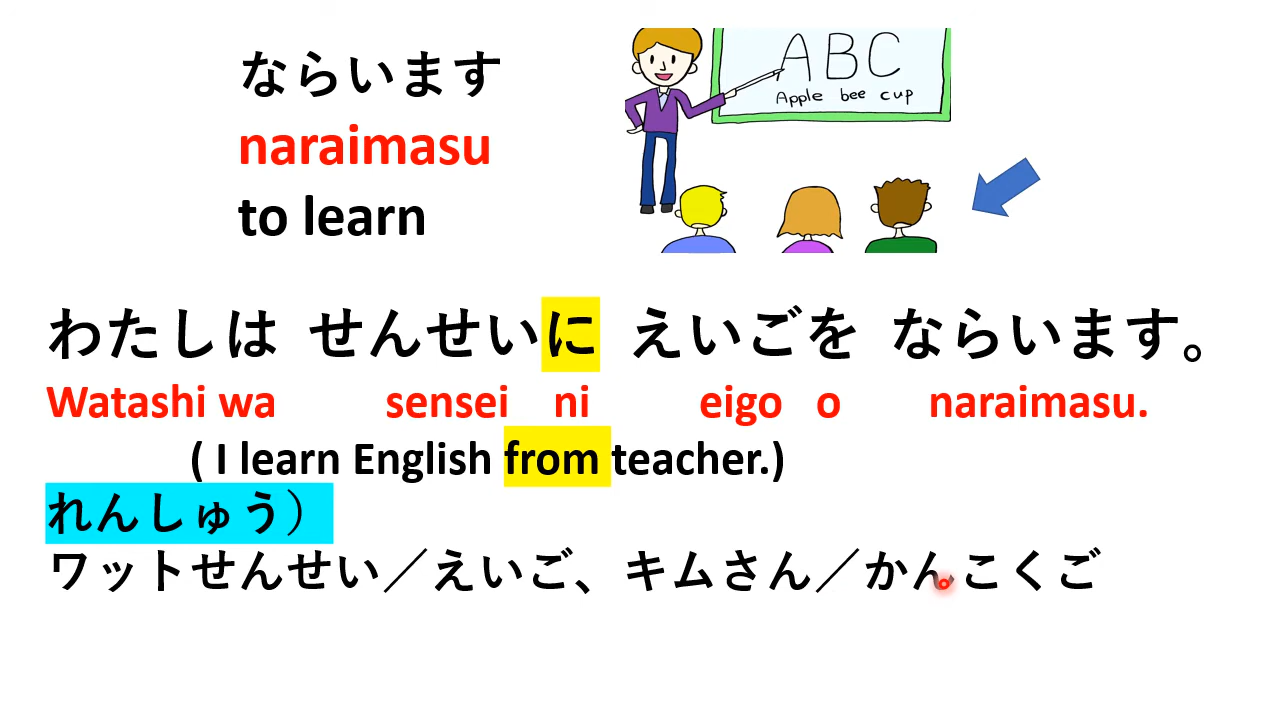 ならいます
naraimasu
to learn
A B C
Apple bee cup
わたしは せんせいに えいごを ならいます。
Watashi wa sensei ni eigo o naraimasu.
( I learn English from teacher.)
れんしゅう）
ワットせんせい／えいご、キムさん／かんこくご